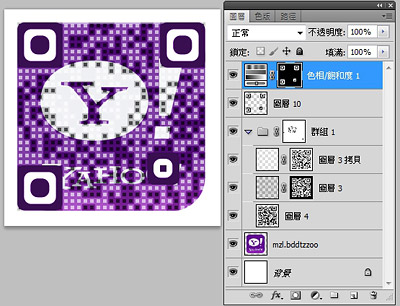 Y!
YAHO
圖層 色版 路徑
正常 不透明度: 100%
鎖定: 填滿: 100%
色相/飽和度 1
圖層 10
群組 1
圖層 3 拷貝
圖層 3
圖層 4
mzl.bddtzzoo
背景
fx